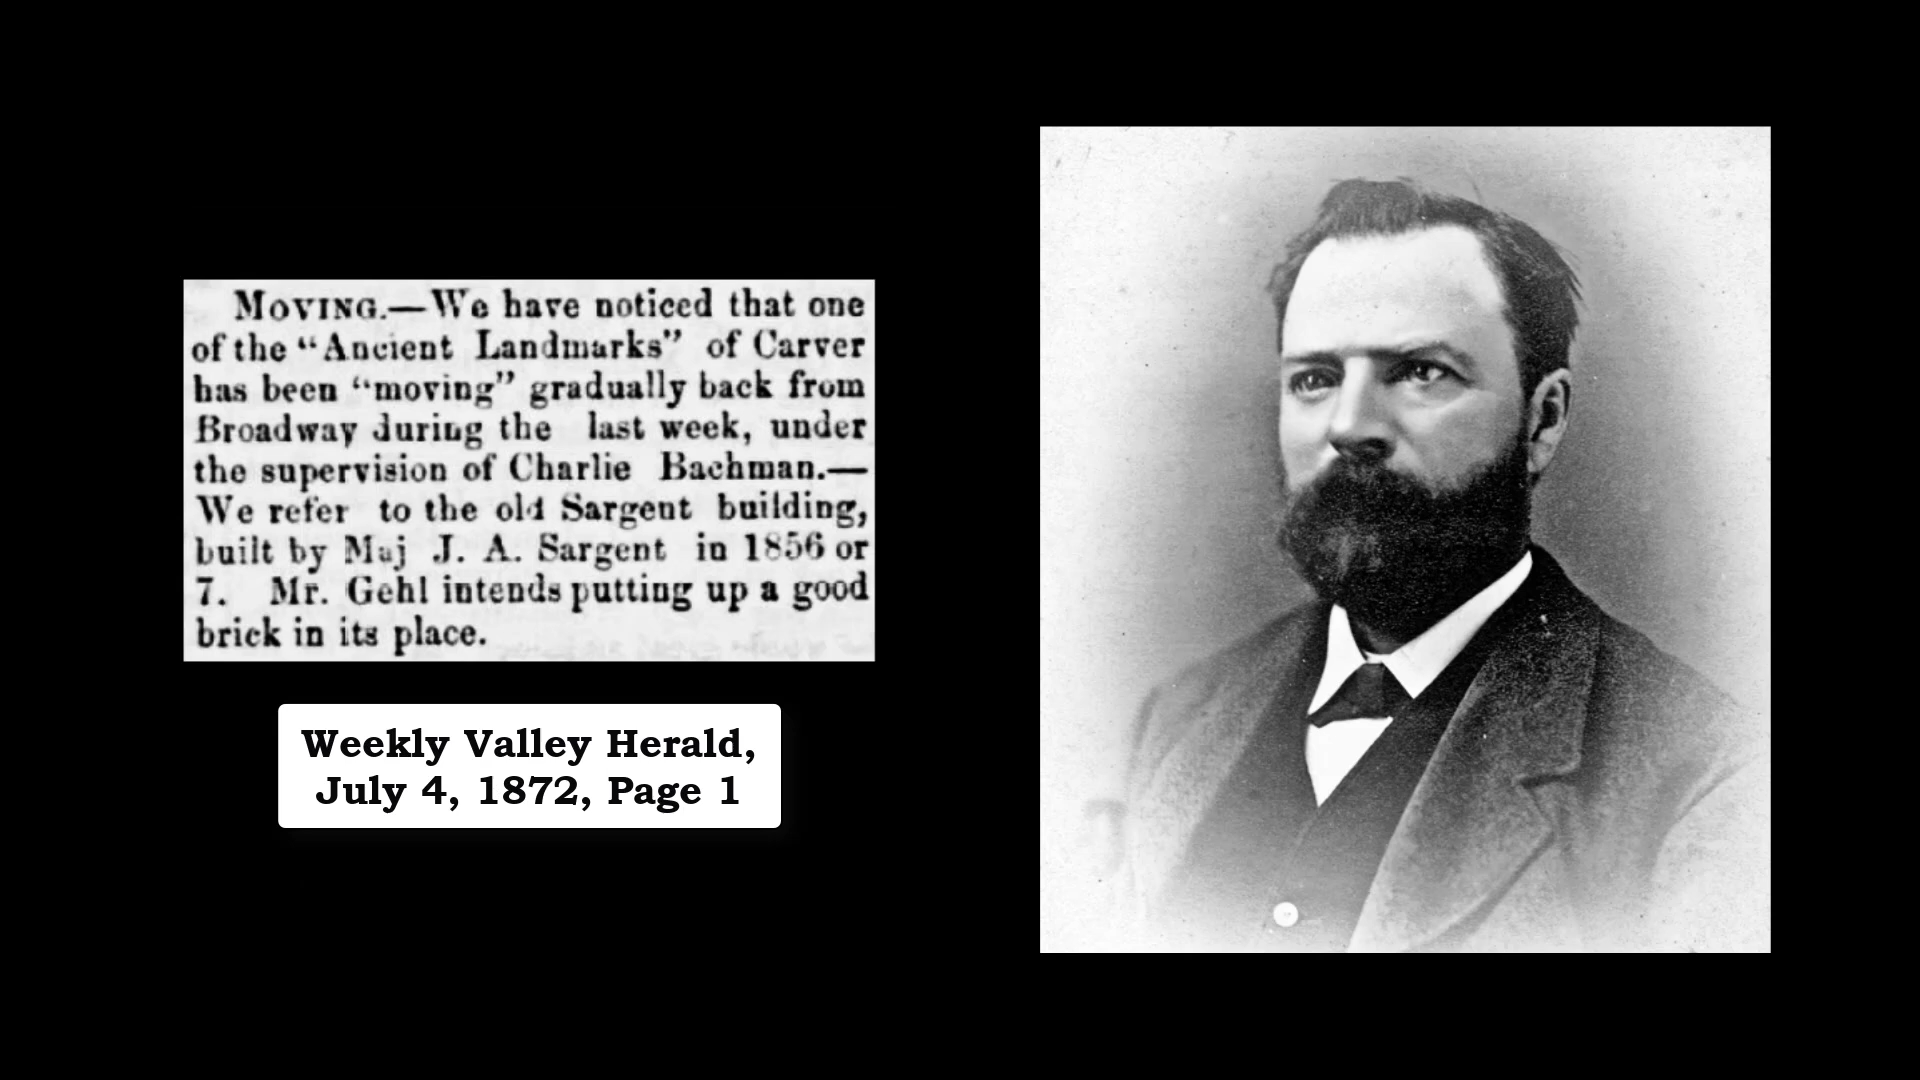 MOVING.—We have noticed that one
of the “Ancient Landmarks” of Carver
has been “moving” gradually back from
Broadway during the last week, under
the supervision of Charlie Bachman.—
We refer to the old Sargent building,
built by Maj J. A. Sargent in 1856 or
7. Mr. Gehl intends putting up a good
brick in its place.
Weekly Valley Herald,
July 4, 1872, Page 1